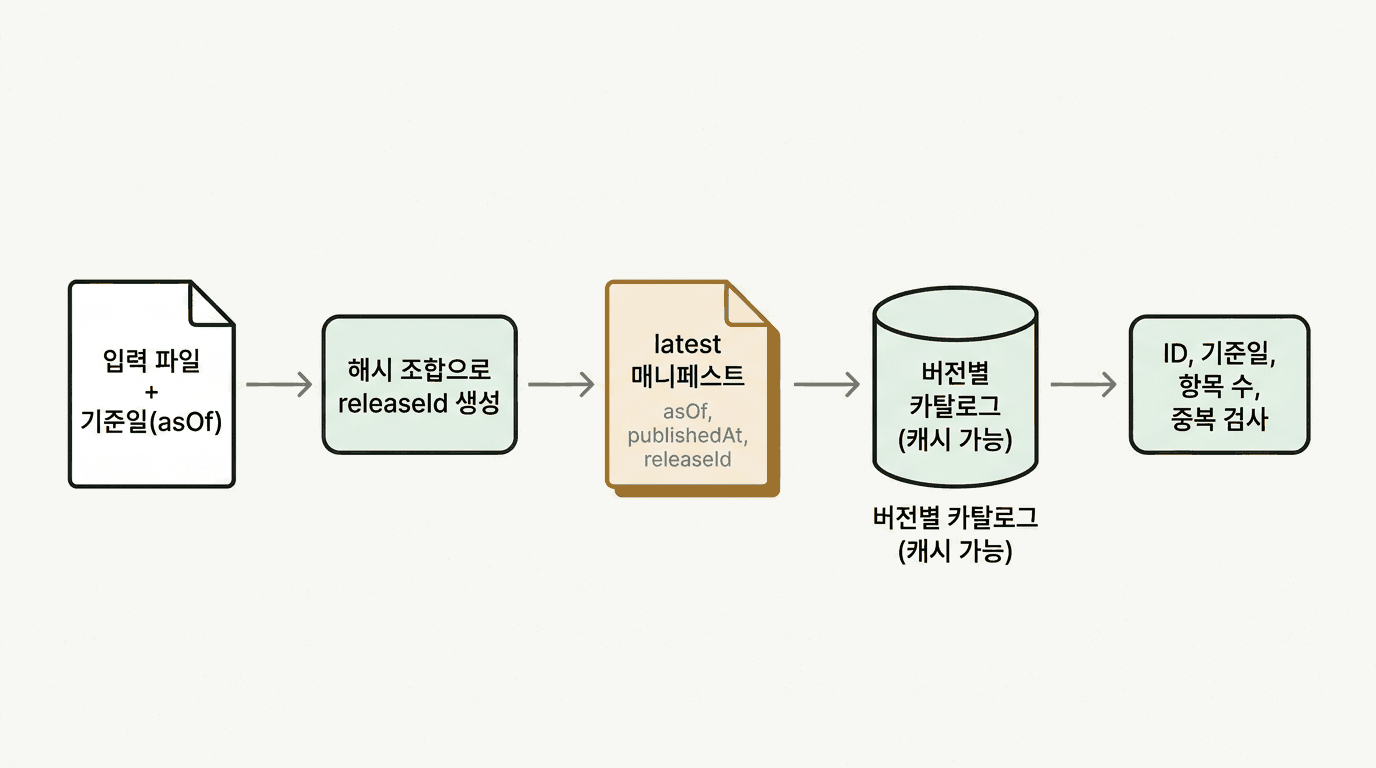 입력 파일
+
기준일(asOf)
해시 조합으로
releaseId 생성
latest
매니페스트
asOf,
publishedAt,
releaseId
버전별
카탈로그
(캐시 가능)
버전별 카탈로그
(캐시 가능)
ID, 기준일,
항목 수,
중복 검사